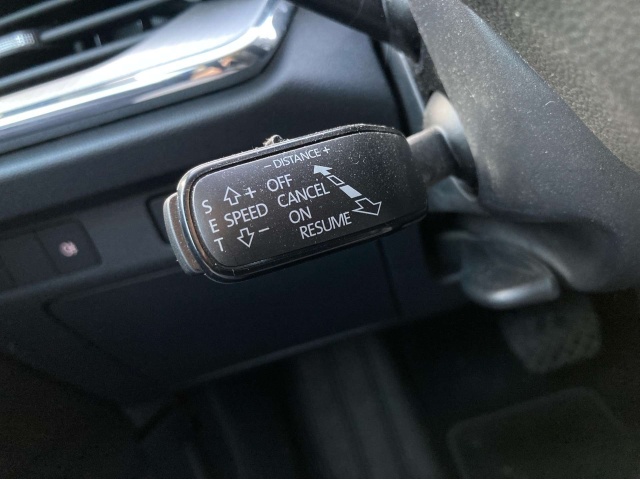 - DISTANCE +
S E T
+
SPEED
-
OFF
CANCEL
ON
RESUME